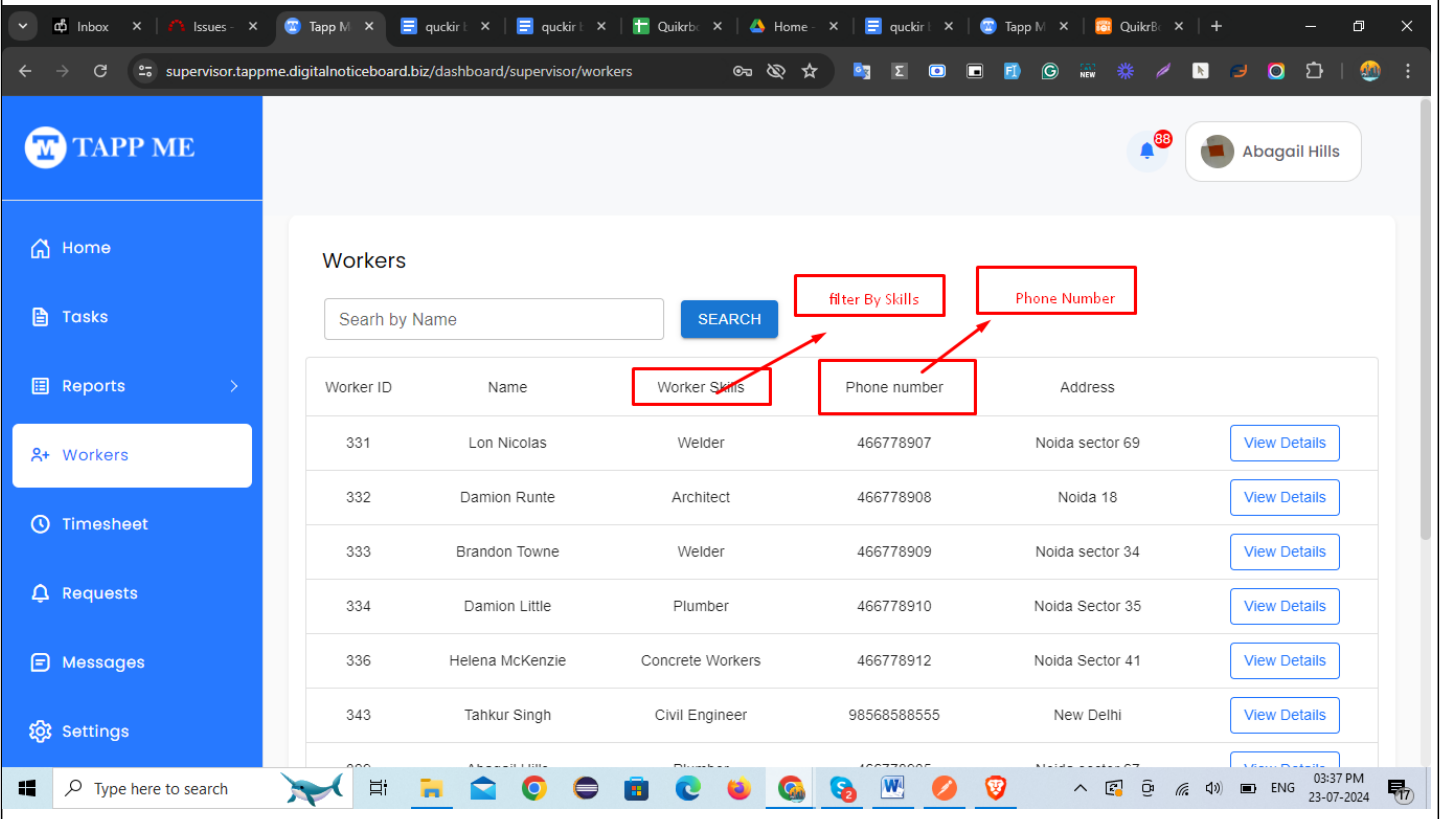 Inbox
Issues -
Tapp M
quckir b
quckir b
Quikrbo
Home -
quckir
Tapp M
QuikrBo
supervisor.tappme.digitalnoticeboard.biz/dashboard/supervisor/workers
NEW
TAPP ME
88
Abagail Hills
Home
Tasks
Reports
Workers
Timesheet
Requests
Messages
Settings
Workers
Searh by Name
SEARCH
filter By Skills
Phone Number
Worker ID Name Worker Skills Phone number Address
331 Lon Nicolas Welder 466778907 Noida sector 69 View Details
332 Damion Runte Architect 466778908 Noida 18 View Details
333 Brandon Towne Welder 466778909 Noida sector 34 View Details
334 Damion Little Plumber 466778910 Noida Sector 35 View Details
336 Helena McKenzie Concrete Workers 466778912 Noida Sector 41 View Details
343 Tahkur Singh Civil Engineer 98568588555 New Delhi View Details
Type here to search
ENG
03:37 PM
23-07-2024
17